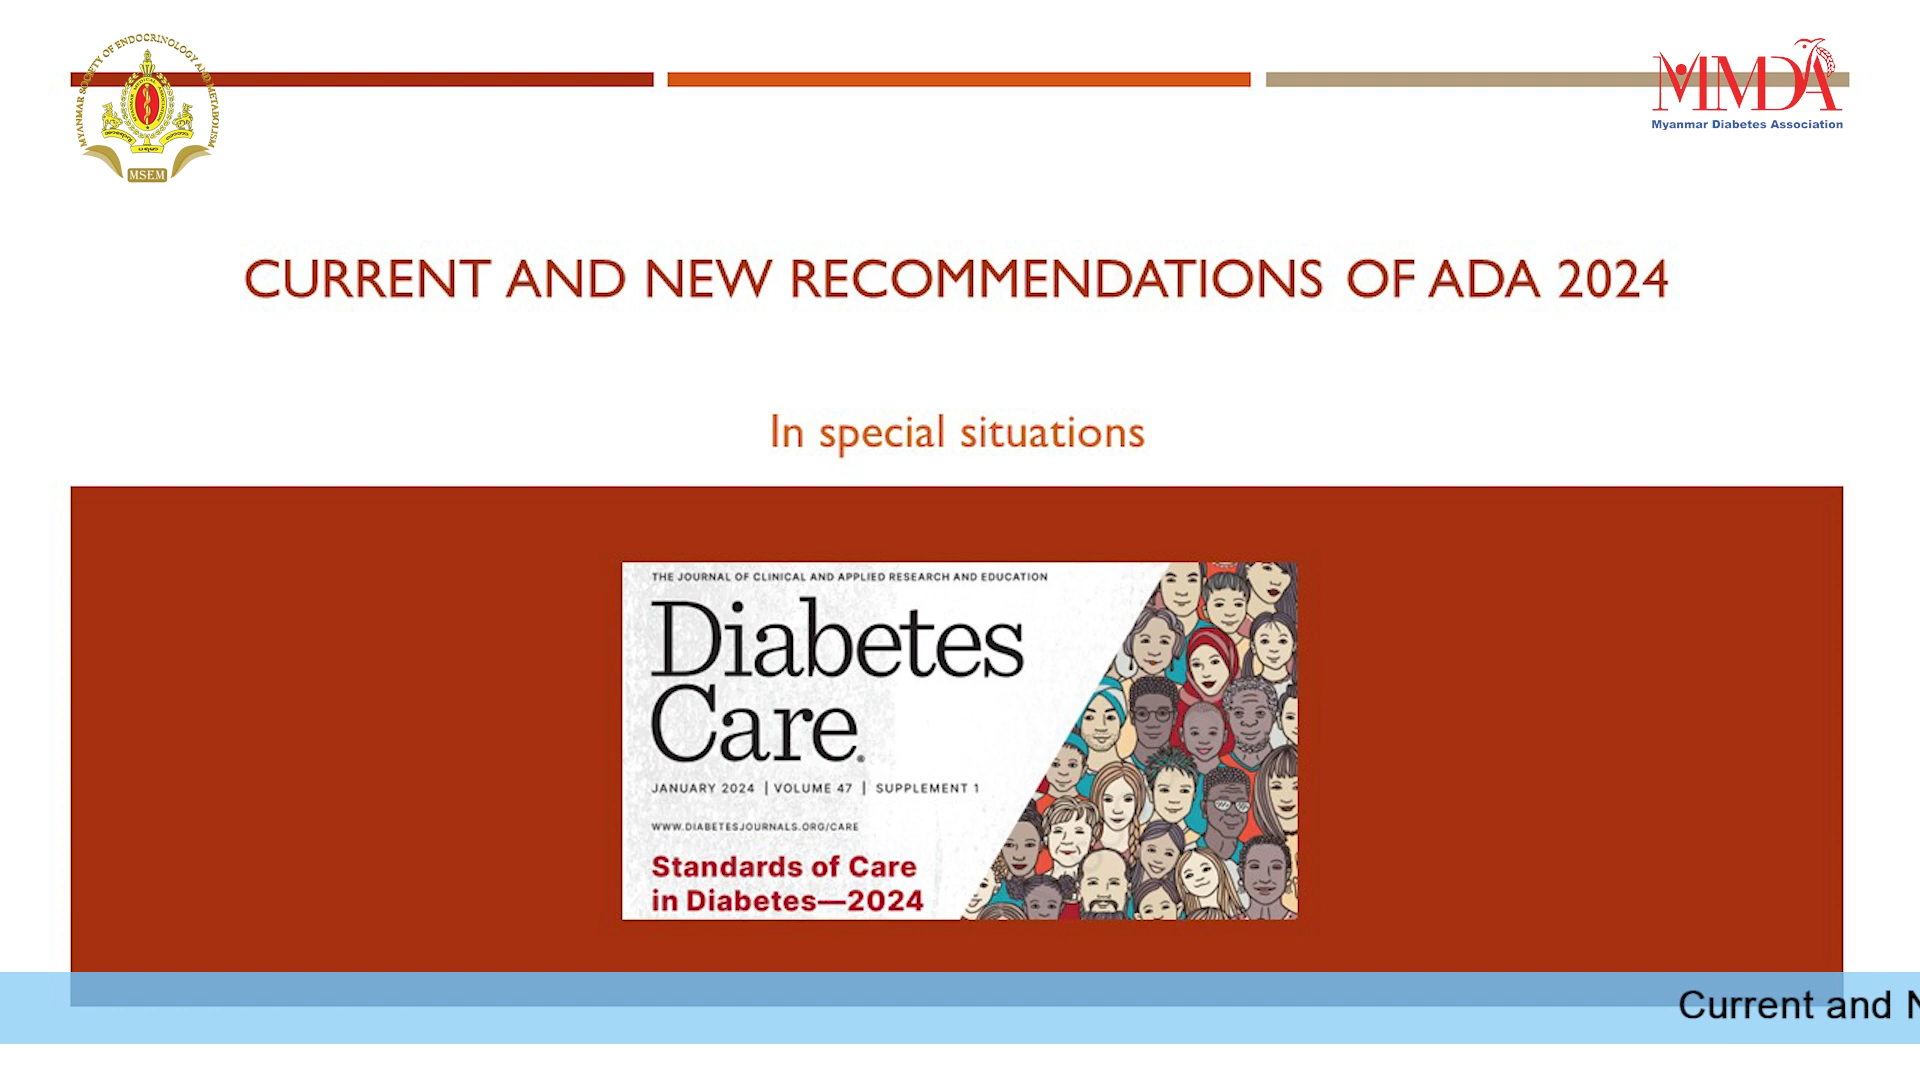 MYANMAR SOCIETY OF ENDOCRINOLOGY AND METABOLISM
MSEM
MMDA
Myanmar Diabetes Association
CURRENT AND NEW RECOMMENDATIONS OF ADA 2024
In special situations
THE JOURNAL OF CLINICAL AND APPLIED RESEARCH AND EDUCATION
Diabetes
Care®
JANUARY 2024 | VOLUME 47 | SUPPLEMENT 1
WWW.DIABETESJOURNALS.ORG/CARE
Standards of Care
in Diabetes—2024
Current and N